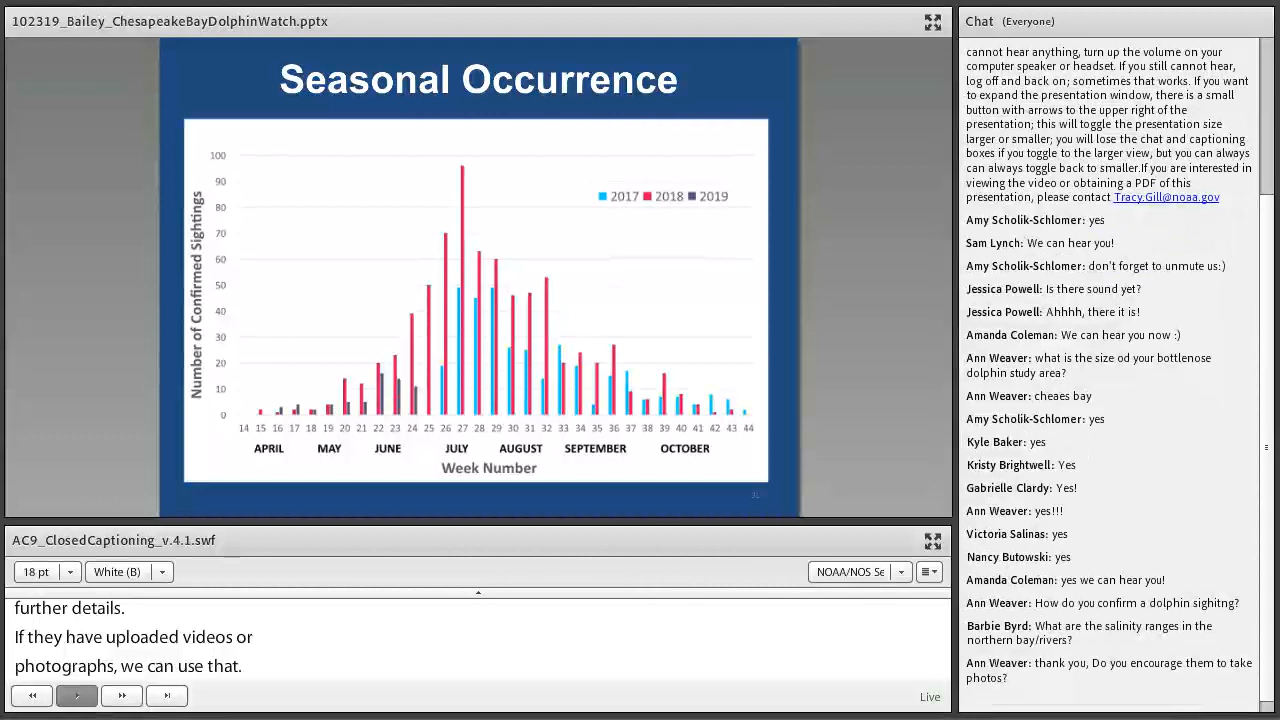 102319_Bailey_ChesapeakeBayDolphinWatch.pptx
Seasonal Occurrence
Number of Confirmed Sightings
100
90
80
70
60
50
40
30
20
10
0
2017 2018 2019
14 15 16 17 18 19 20 21 22 23 24 25 26 27 28 29 30 31 32 33 34 35 36 37 38 39 40 41 42 43 44
APRIL MAY JUNE JULY AUGUST SEPTEMBER OCTOBER
Week Number
31
AC9_ClosedCaptioning_v.4.1.swf
18 pt White (B) NOAA/NOS Se
further details.
If they have uploaded videos or
photographs, we can use that.
Live
Chat (Everyone)
cannot hear anything, turn up the volume on your
computer speaker or headset. If you still cannot hear,
log off and back on; sometimes that works. If you want
to expand the presentation window, there is a small
button with arrows to the upper right of the
presentation; this will toggle the presentation size
larger or smaller; you will lose the chat and captioning
boxes if you toggle to the larger view, but you can always
can always toggle back to smaller.If you are interested in
viewing the video or obtaining a PDF of this
presentation, please contact Tracy.Gill@noaa.gov
Amy Scholik-Schlomer: yes
Sam Lynch: We can hear you!
Amy Scholik-Schlomer: don't forget to unmute us:)
Jessica Powell: Is there sound yet?
Jessica Powell: Ahhhh, there it is!
Amanda Coleman: We can hear you now :)
Ann Weaver: what is the size od your bottlenose
dolphin study area?
Ann Weaver: cheaes bay
Amy Scholik-Schlomer: yes
Kyle Baker: yes
Kristy Brightwell: Yes
Gabrielle Clardy: Yes!
Ann Weaver: yes!!!
Victoria Salinas: yes
Nancy Butowski: yes
Amanda Coleman: yes we can hear you!
Ann Weaver: How do you confirm a dolphin sighitng?
Barbie Byrd: What are the salinity ranges in the
northern bay/rivers?
Ann Weaver: thank you, Do you encourage them to take
photos?